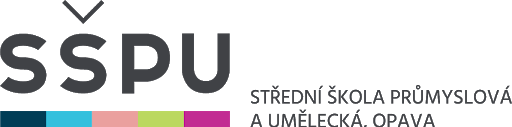 SŠPU
STŘEDNÍ ŠKOLA PRŮMYSLOVÁ
A UMĚLECKÁ, OPAVA